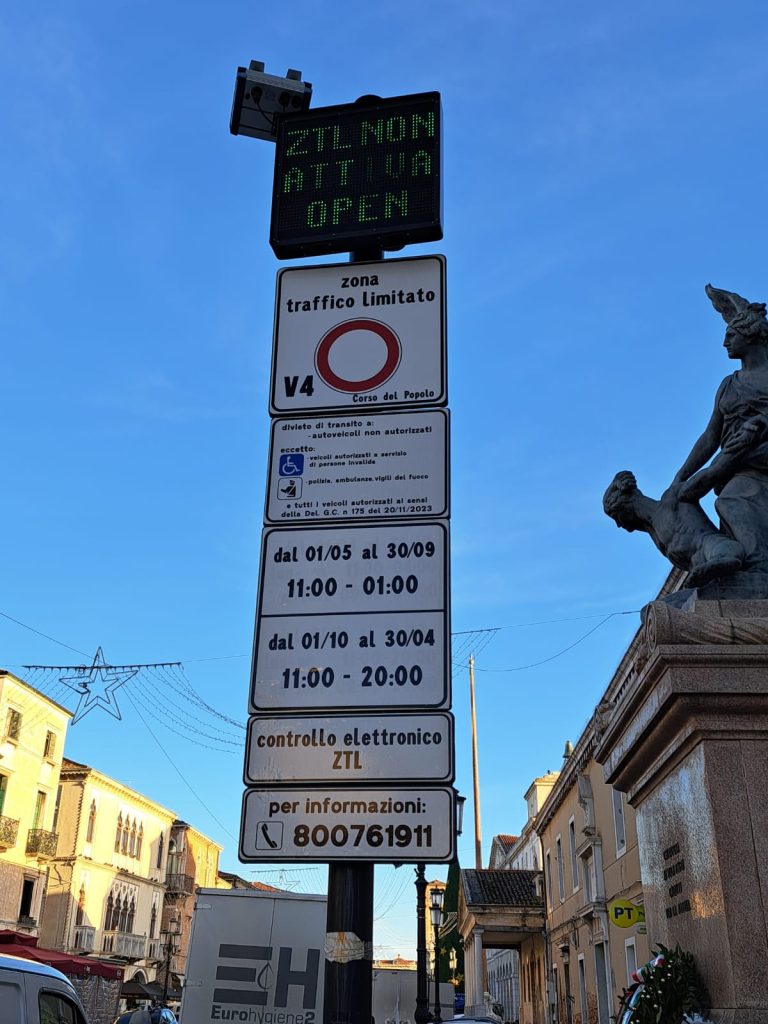 ZTL NON
ATTIVA
OPEN
zona
traffico limitato
V4
Corso del Popolo
divieto di transito a:
- autoveicoli non autorizzati
eccetto:
- veicoli autorizzati a servizio
di persone invalide
- polizia, ambulanze, vigili del fuoco
e tutti i veicoli autorizzati ai sensi
della Del. G.C. n 175 del 20/11/2023
dal 01/05 al 30/09
11:00 - 01:00
dal 01/10 al 30/04
11:00 - 20:00
controllo elettronico
ZTL
per informazioni:
800761911
EH
Eurohygiene2
PT